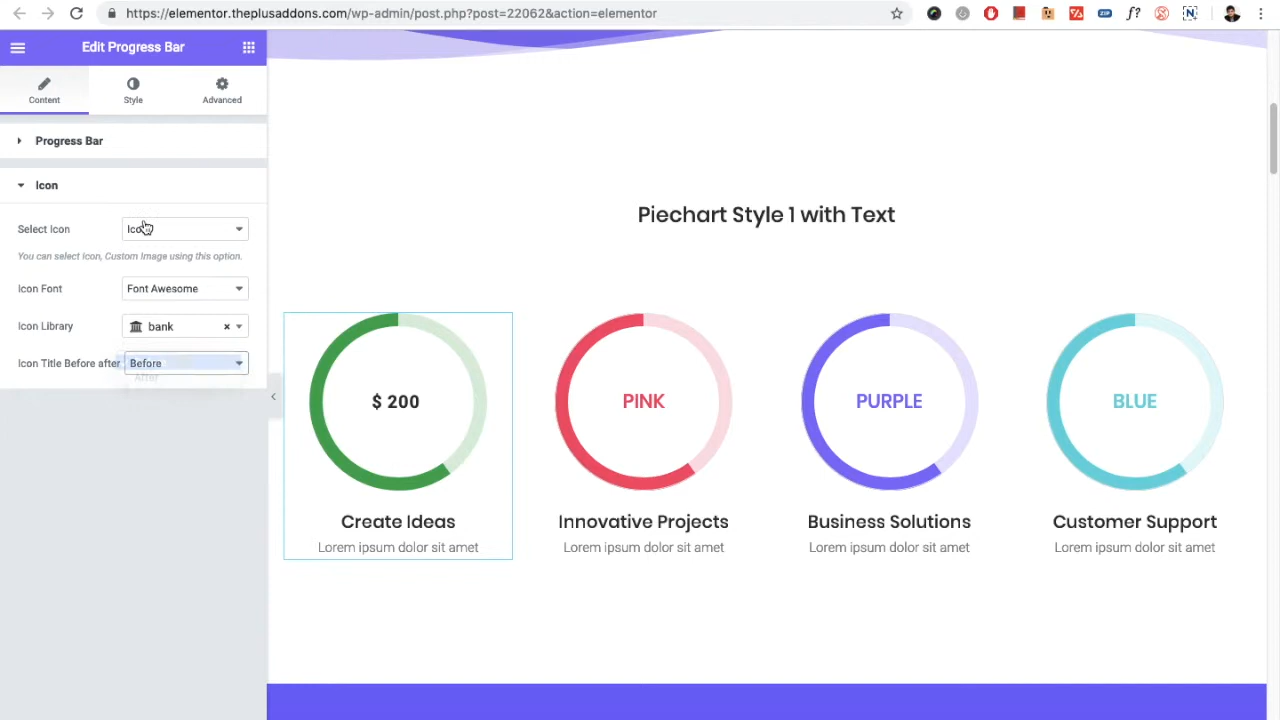 https://elementor.theplusaddons.com/wp-admin/post.php?post=22062&action=elementor
ZIP
f?
N
Edit Progress Bar
Content
Style
Advanced
Progress Bar
Icon
Select Icon
You can select Icon, Custom Image using this option.
Icon Font
Font Awesome
Icon Library
bank
Icon Title Before after
Before
After
Piechart Style 1 with Text
$ 200
PINK
PURPLE
BLUE
Create Ideas
Innovative Projects
Business Solutions
Customer Support
Lorem ipsum dolor sit amet
Lorem ipsum dolor sit amet
Lorem ipsum dolor sit amet
Lorem ipsum dolor sit amet